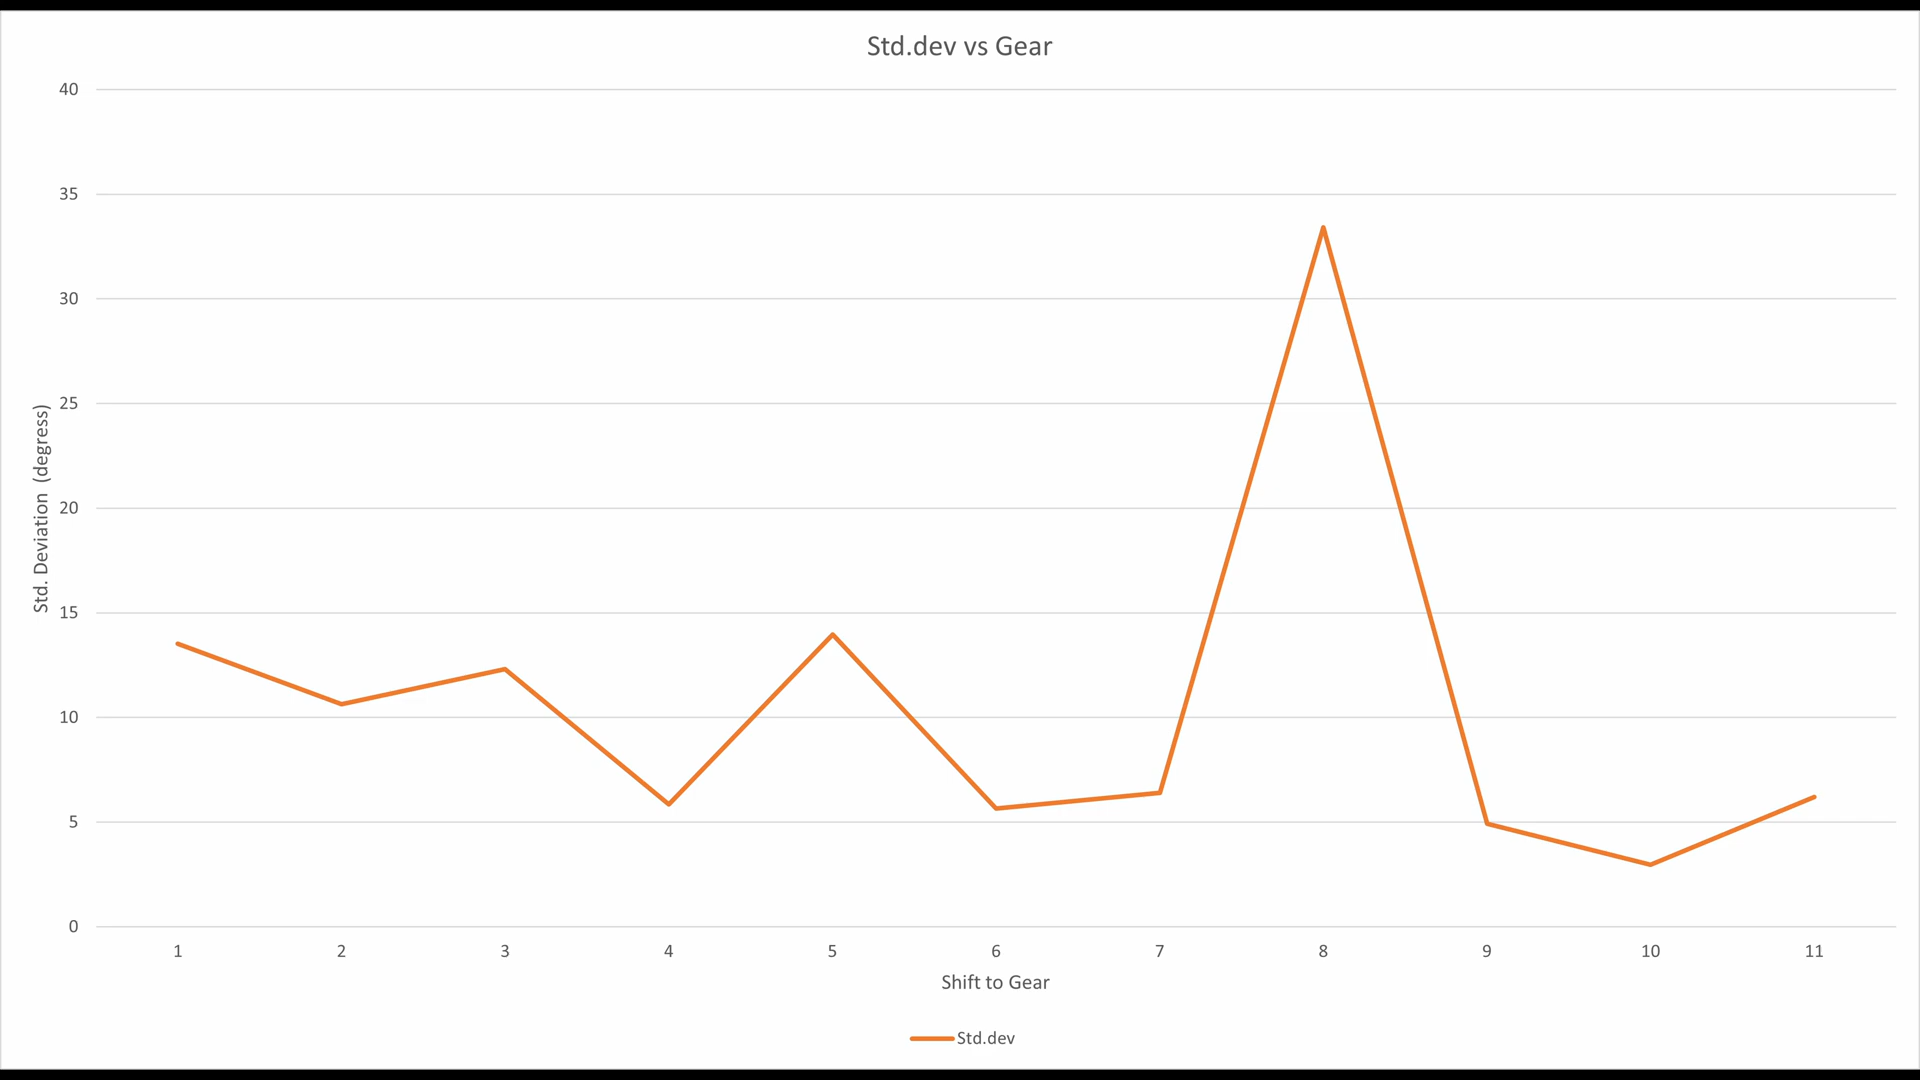 Std.dev vs Gear
40
35
30
25
20
15
10
5
0
Std. Deviation (degress)
1 2 3 4 5 6 7 8 9 10 11
Shift to Gear
Std.dev